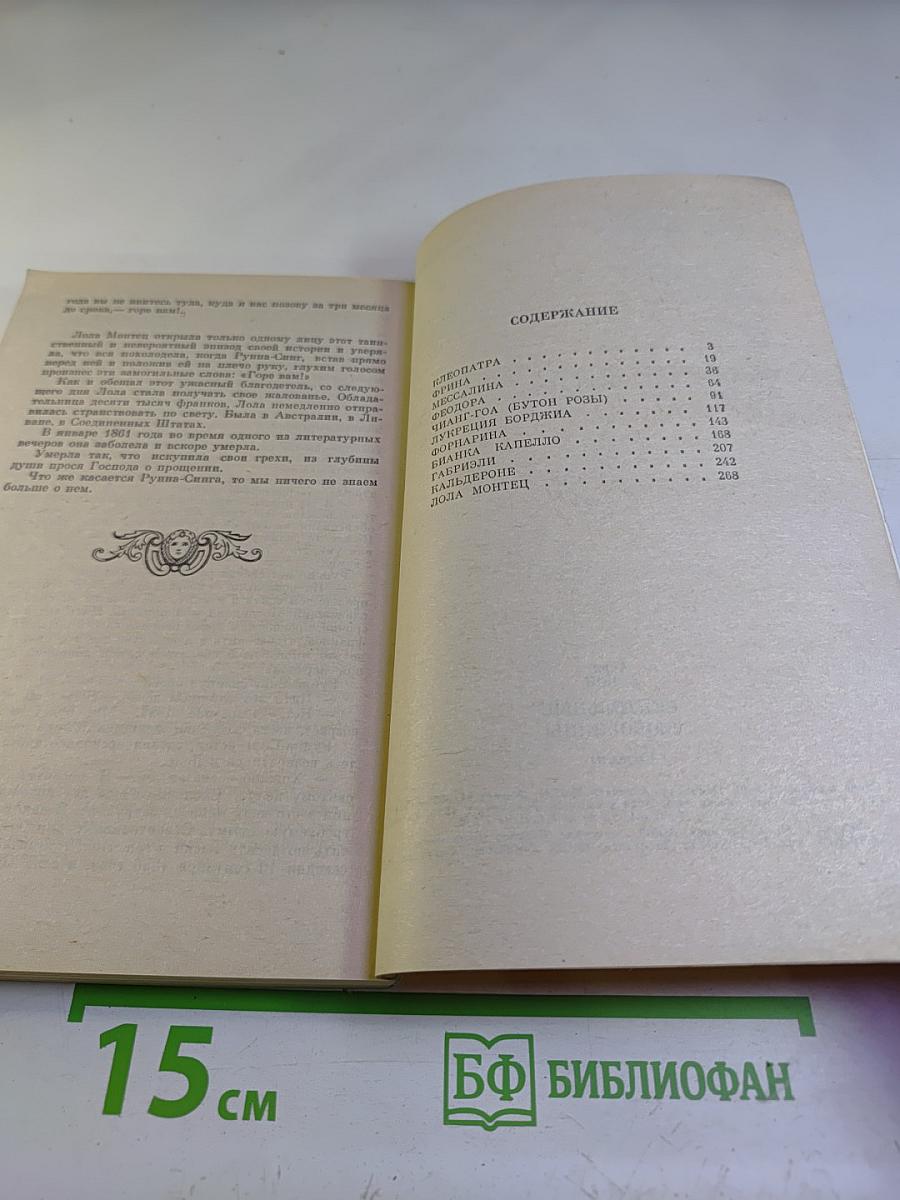 года вы не явитесь туда, куда я вас позову за три месяца
до срока,— горе вам!..
Лола Монтец открыла только одному лицу этот таин-
ственный и невероятный эпизод своей истории и уверя-
ла, что вся похолодела, когда Рунна-Синг, встав прямо
перед ней и положив ей на плечо руку, глухим голосом
произнес эти замогильные слова: «Горе вам!»
Как и обещал этот ужасный благодетель, со следую-
щего дня Лола стала получать свое жалованье. Облада-
тельница десяти тысяч франков, Лола немедленно отпра-
вилась странствовать по свету. Была в Австралии, в Ли-
ване, в Соединенных Штатах.
В январе 1861 года во время одного из литературных
вечеров она заболела и вскоре умерла.
Умерла так, что искупила свои грехи, из глубины
души прося Господа о прощении.
Что же касается Рунна-Синга, то мы ничего не знаем
больше о нем.
СОДЕРЖАНИЕ
КЛЕОПАТРА . . . . . . . . . . 3
ФРИНА . . . . . . . . . . 19
МЕССАЛИНА . . . . . . . . . . 36
ФЕОДОРА . . . . . . . . . . 64
ЧИАНГ-ГОА (БУТОН РОЗЫ) . . . . . 91
ЛУКРЕЦИЯ БОРДЖИА . . . . . . . 117
ФОРНАРИНА . . . . . . . . . . 143
БИАНКА КАПЕЛЛО . . . . . . . . 168
ГАБРИЭЛИ . . . . . . . . . . 207
КАЛЬДЕРОНЕ . . . . . . . . . . 242
ЛОЛА МОНТЕЦ . . . . . . . . . . 268
15 см
БФ БИБЛИОФАН